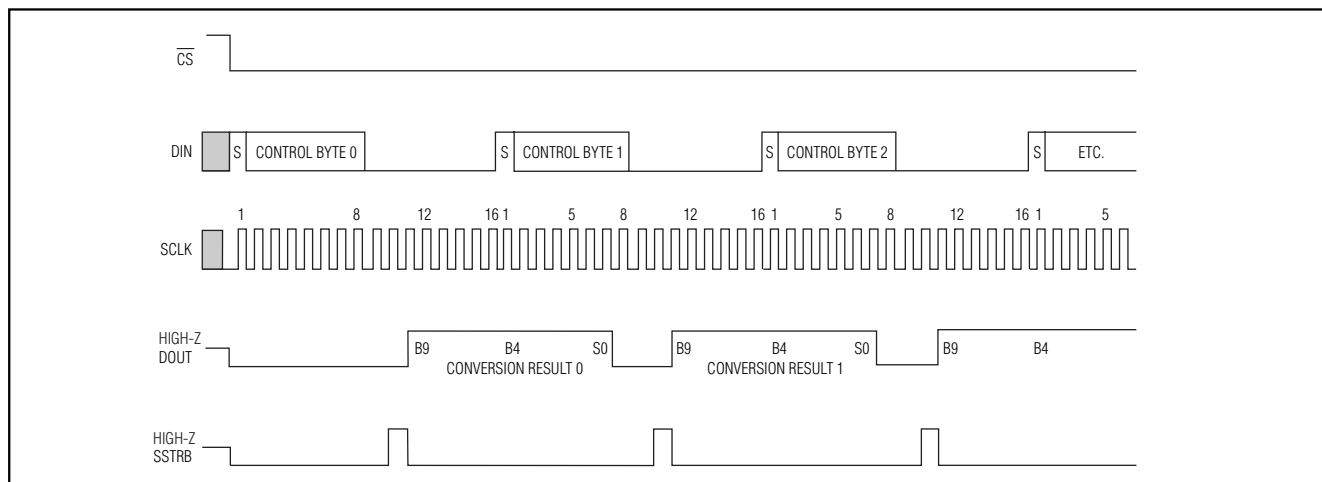 CS
DIN S CONTROL BYTE 0 S CONTROL BYTE 1 S CONTROL BYTE 2 S ETC.
1 8 12 16 1 5 8 12 16 1 5 8 12 16 1 5
SCLK
HIGH-Z
DOUT
B9 B4 S0 B9 B4 S0 B9 B4
CONVERSION RESULT 0 CONVERSION RESULT 1
HIGH-Z
SSTRB